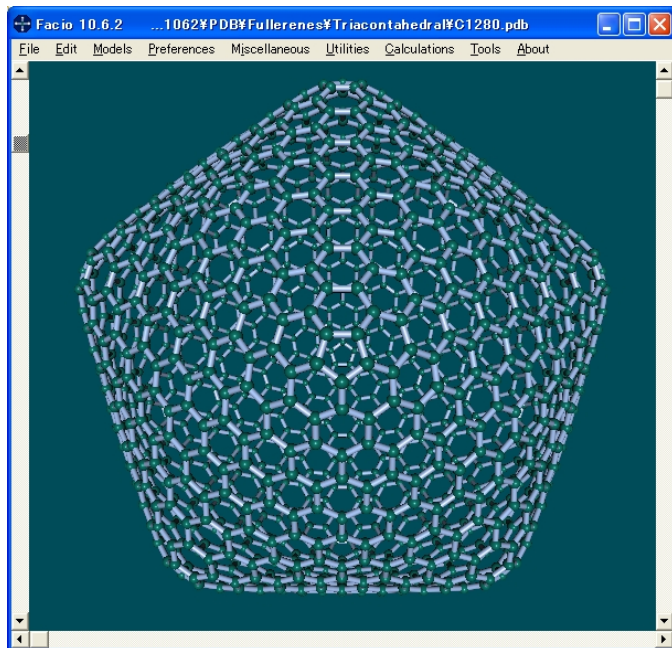 Facio 10.6.2 ...1062¥PDB¥Fullerenes¥Triacontahedral¥C1280.pdb
File Edit Models Preferences Miscellaneous Utilities Calculations Tools About